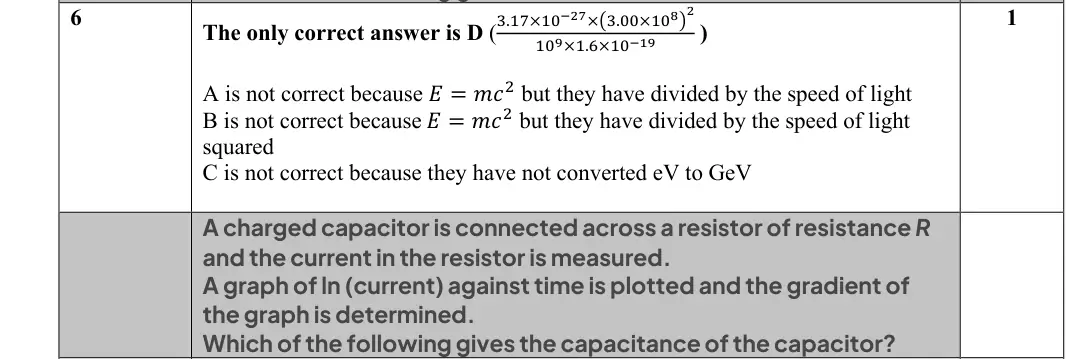 6
The only correct answer is D (3.17×10⁻²⁷×(3.00×10⁸)² / 10⁹×1.6×10⁻¹⁹)
1
A is not correct because E = mc² but they have divided by the speed of light
B is not correct because E = mc² but they have divided by the speed of light
squared
C is not correct because they have not converted eV to GeV
A charged capacitor is connected across a resistor of resistance R
and the current in the resistor is measured.
A graph of ln (current) against time is plotted and the gradient of
the graph is determined.
Which of the following gives the capacitance of the capacitor?